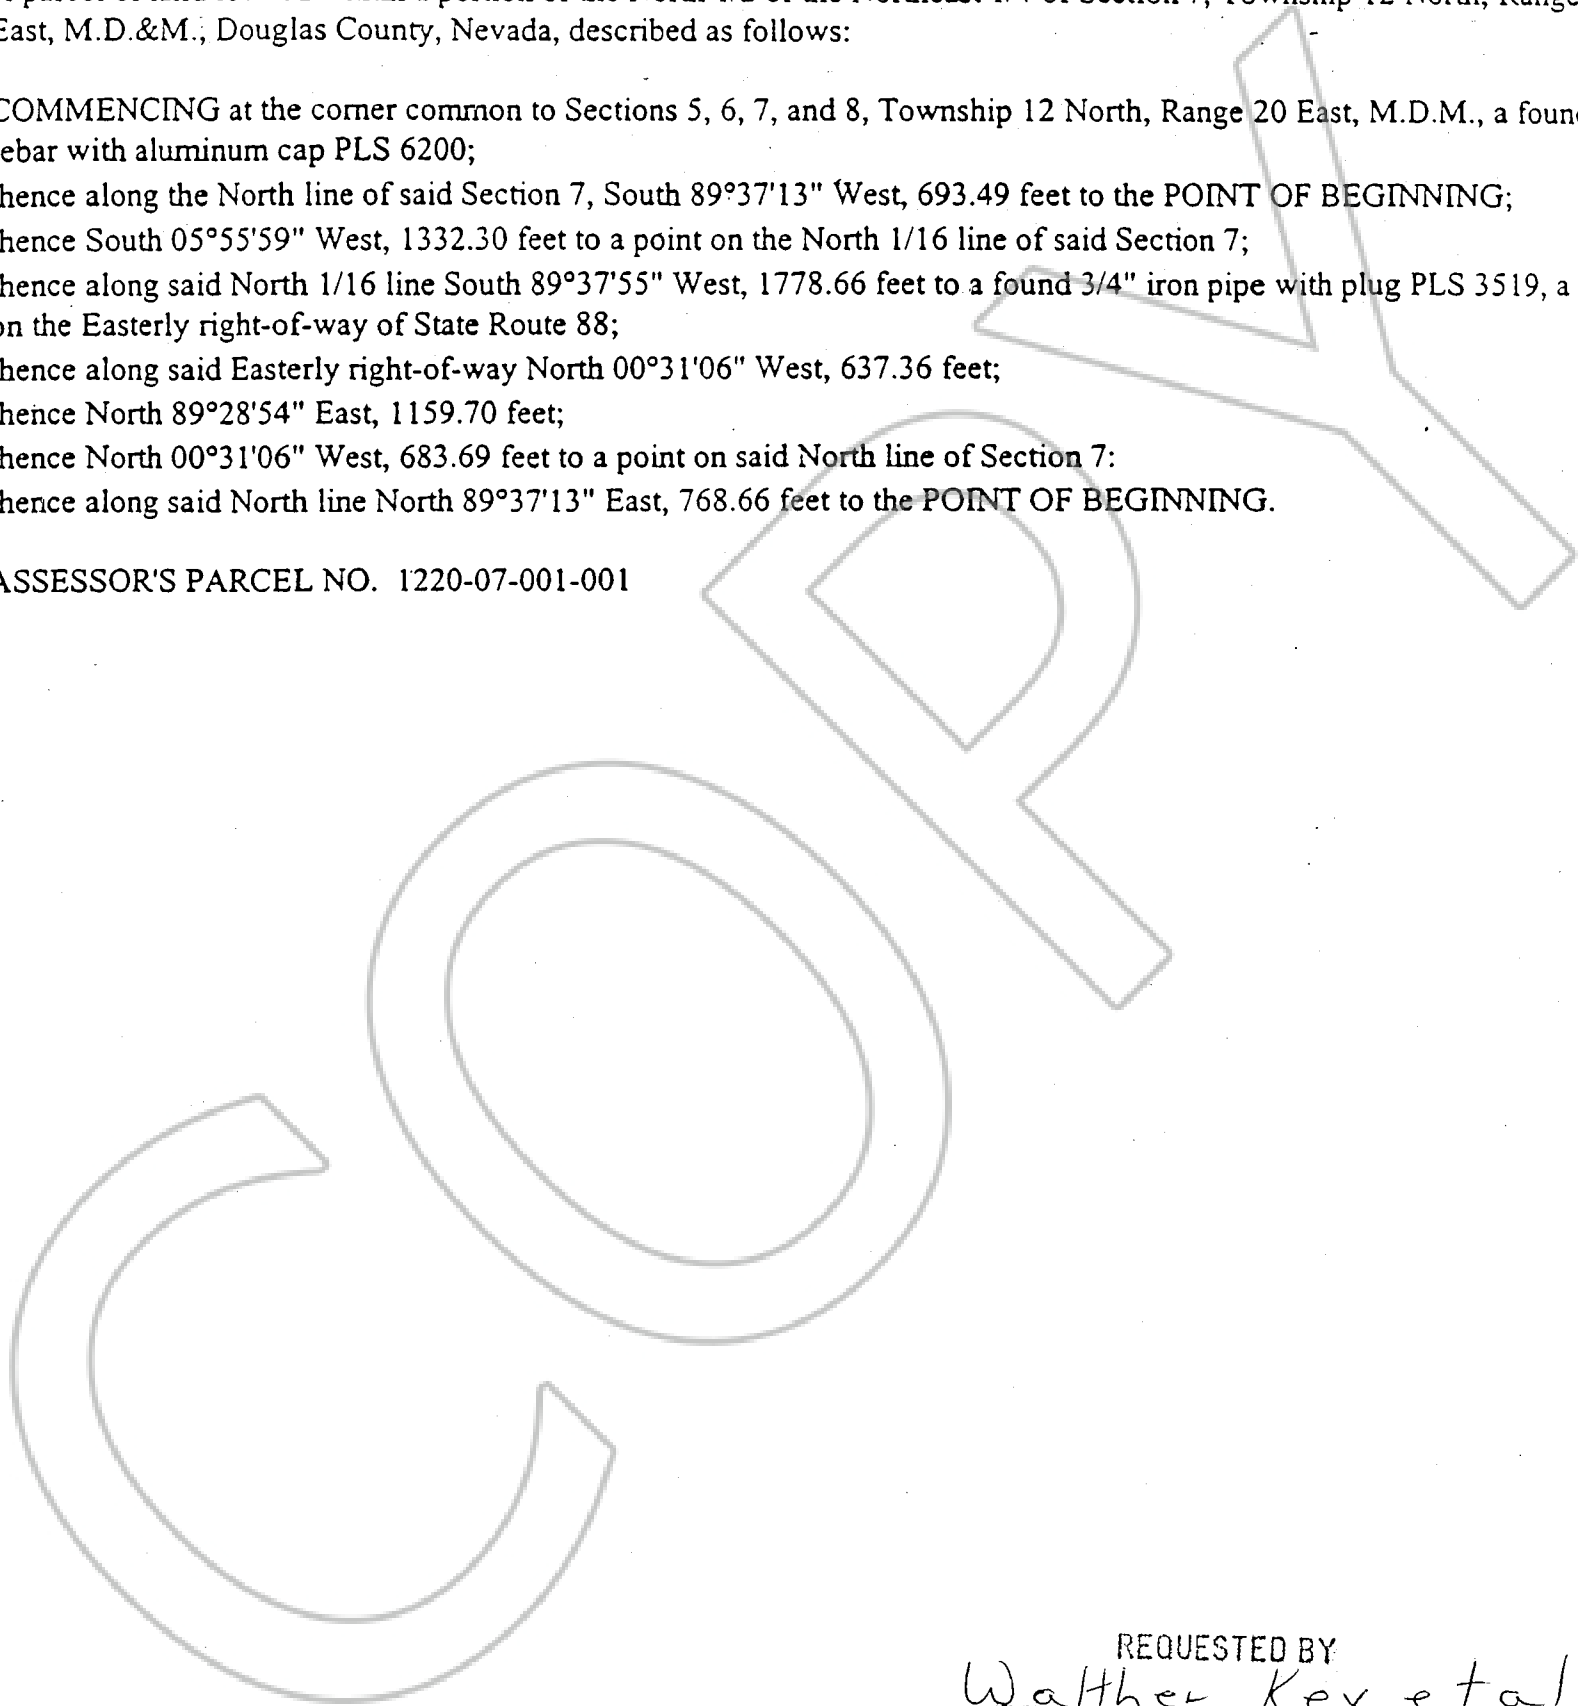 East, M.D.&M., Douglas County, Nevada, described as follows:
COMMENCING at the corner common to Sections 5, 6, 7, and 8, Township 12 North, Range 20 East, M.D.M., a foun
ebar with aluminum cap PLS 6200;
hence along the North line of said Section 7, South 89°37'13" West, 693.49 feet to the POINT OF BEGINNING;
hence South 05°55'59" West, 1332.30 feet to a point on the North 1/16 line of said Section 7;
hence along said North 1/16 line South 89°37'55" West, 1778.66 feet to a found 3/4" iron pipe with plug PLS 3519, a
on the Easterly right-of-way of State Route 88;
hence along said Easterly right-of-way North 00°31'06" West, 637.36 feet;
hence North 89°28'54" East, 1159.70 feet;
hence North 00°31'06" West, 683.69 feet to a point on said North line of Section 7:
hence along said North line North 89°37'13" East, 768.66 feet to the POINT OF BEGINNING.
ASSESSOR'S PARCEL NO. 1220-07-001-001
COPY
REQUESTED BY
Walther Key et al